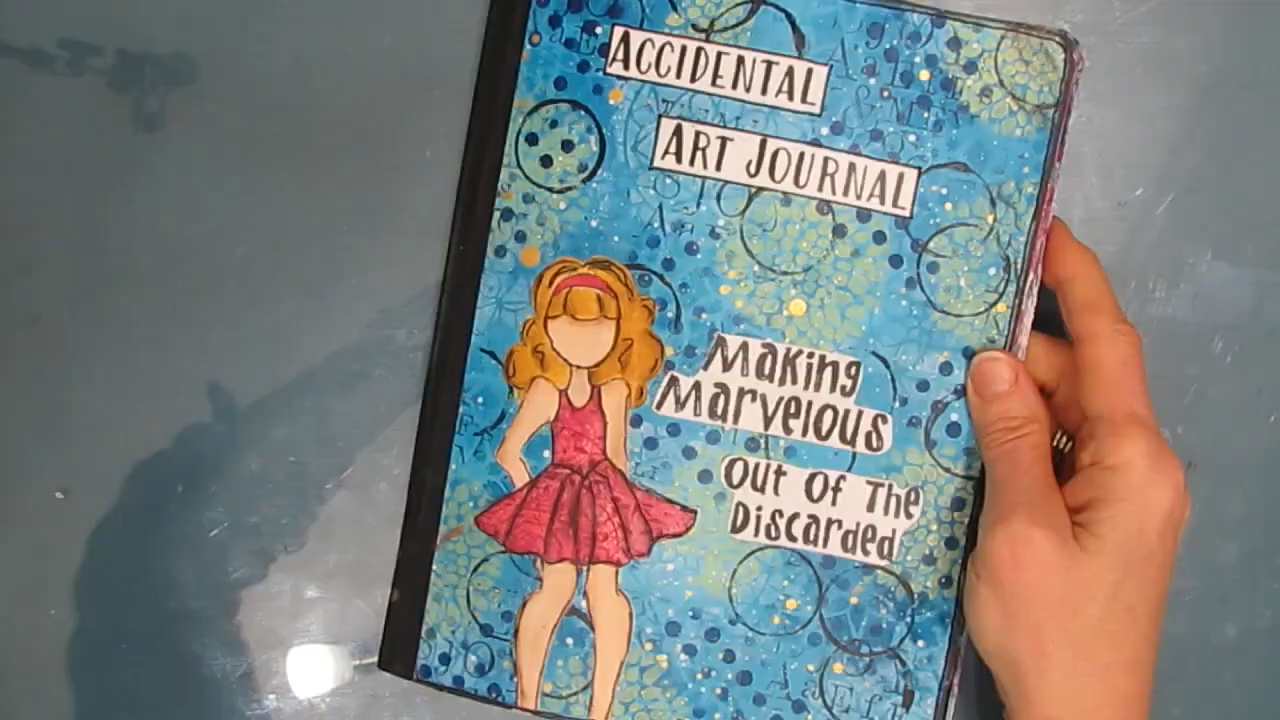 ACCIDENTAL
ART JOURNAL
Making
Marvelous
Out Of The
Discarded